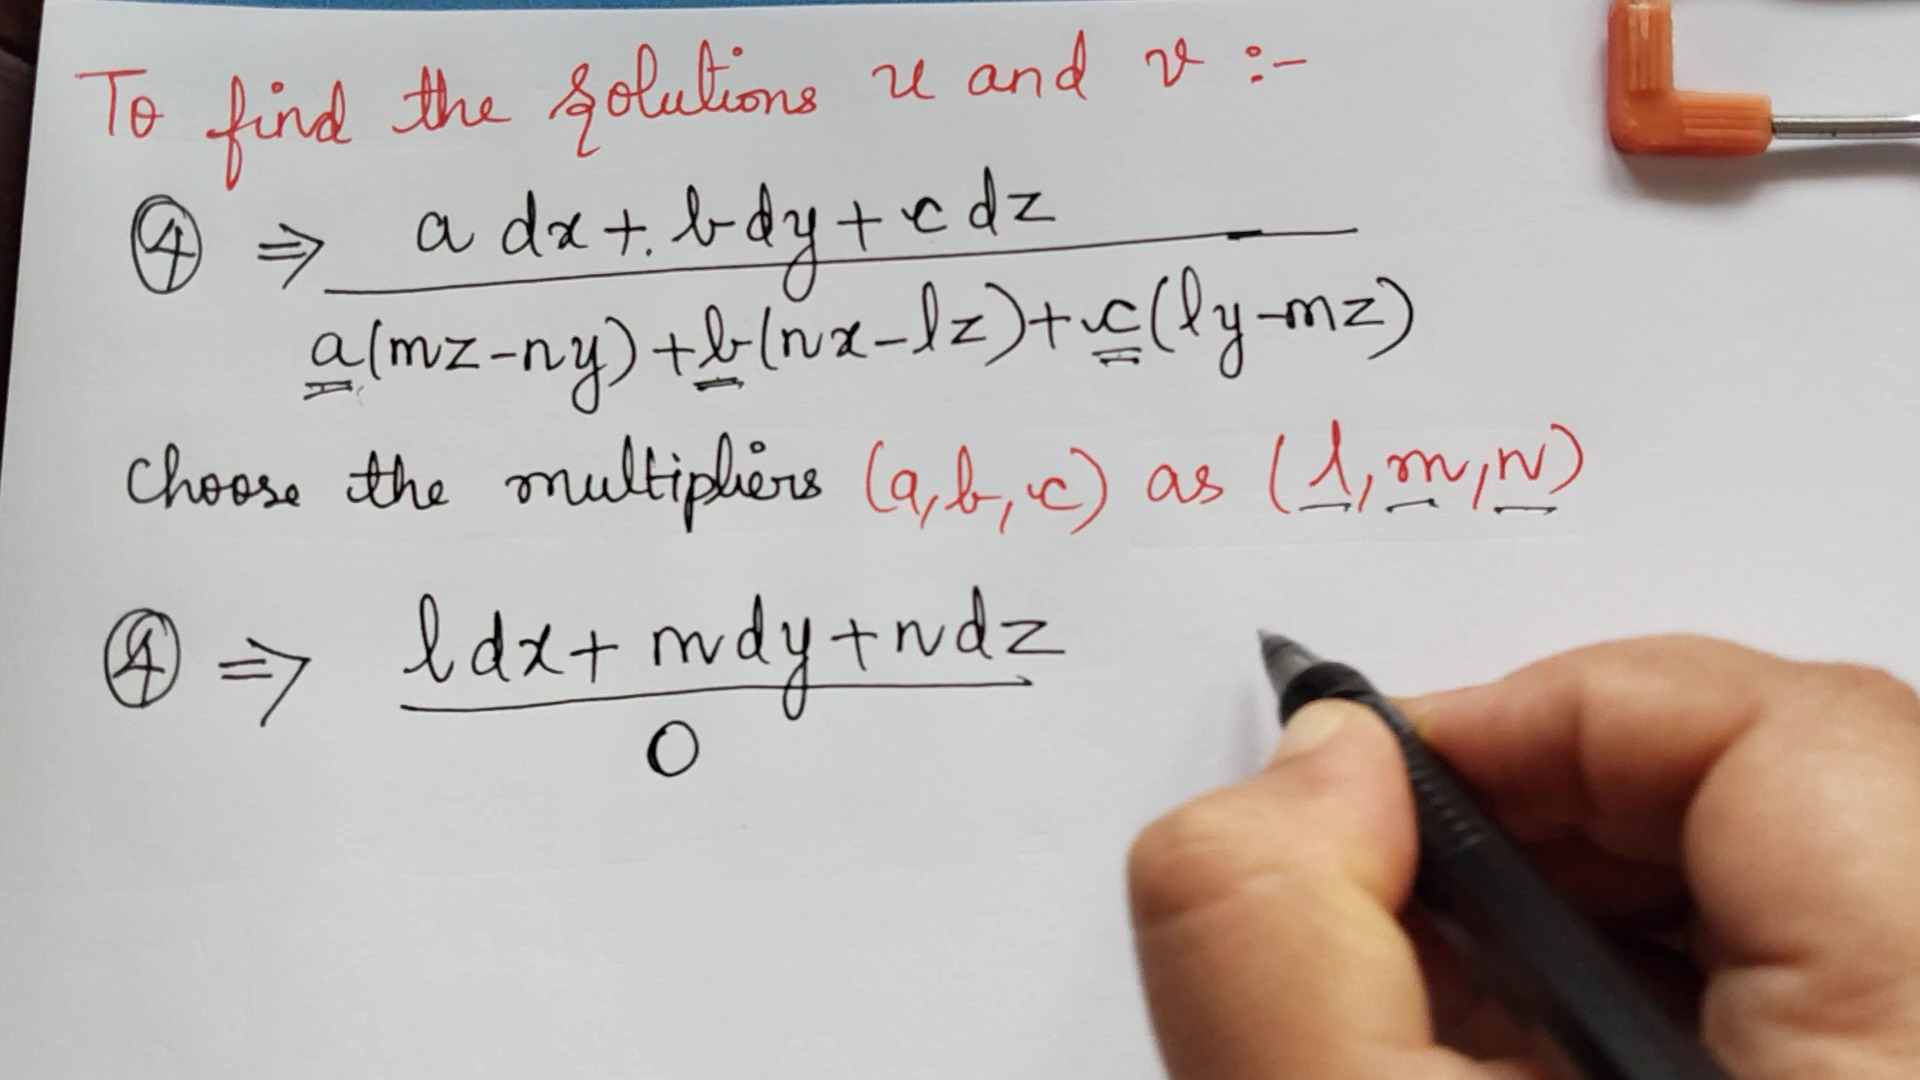 To find the solutions u and v :-
④ ⇒ a dx + b dy + c dz
a(mz-ny)+b(nx-lz)+c(ly-mz)
Choose the multipliers (a,b,c) as (l,m,n)
④ ⇒ l dx + m dy + n dz
0